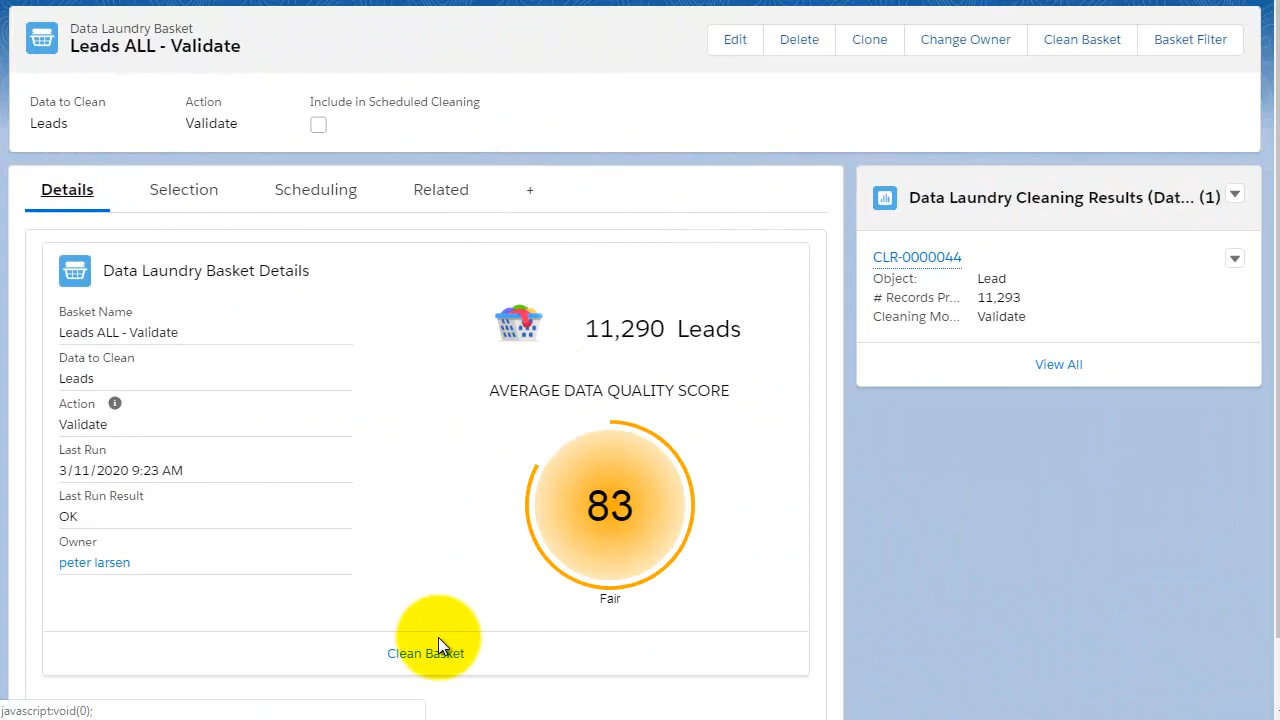 Data Laundry Basket
Leads ALL - Validate
Edit
Delete
Clone
Change Owner
Clean Basket
Basket Filter
Data to Clean
Action
Include in Scheduled Cleaning
Leads
Validate
Details
Selection
Scheduling
Related
+
Data Laundry Cleaning Results (Dat... (1)
CLR-0000044
Object: Lead
# Records Pr... 11,293
Cleaning Mo... Validate
View All
Data Laundry Basket Details
Basket Name
Leads ALL - Validate
Data to Clean
Leads
Action
Validate
Last Run
3/11/2020 9:23 AM
Last Run Result
OK
Owner
peter larsen
11,290 Leads
AVERAGE DATA QUALITY SCORE
83
Fair
Clean Basket
javascript:void(0);